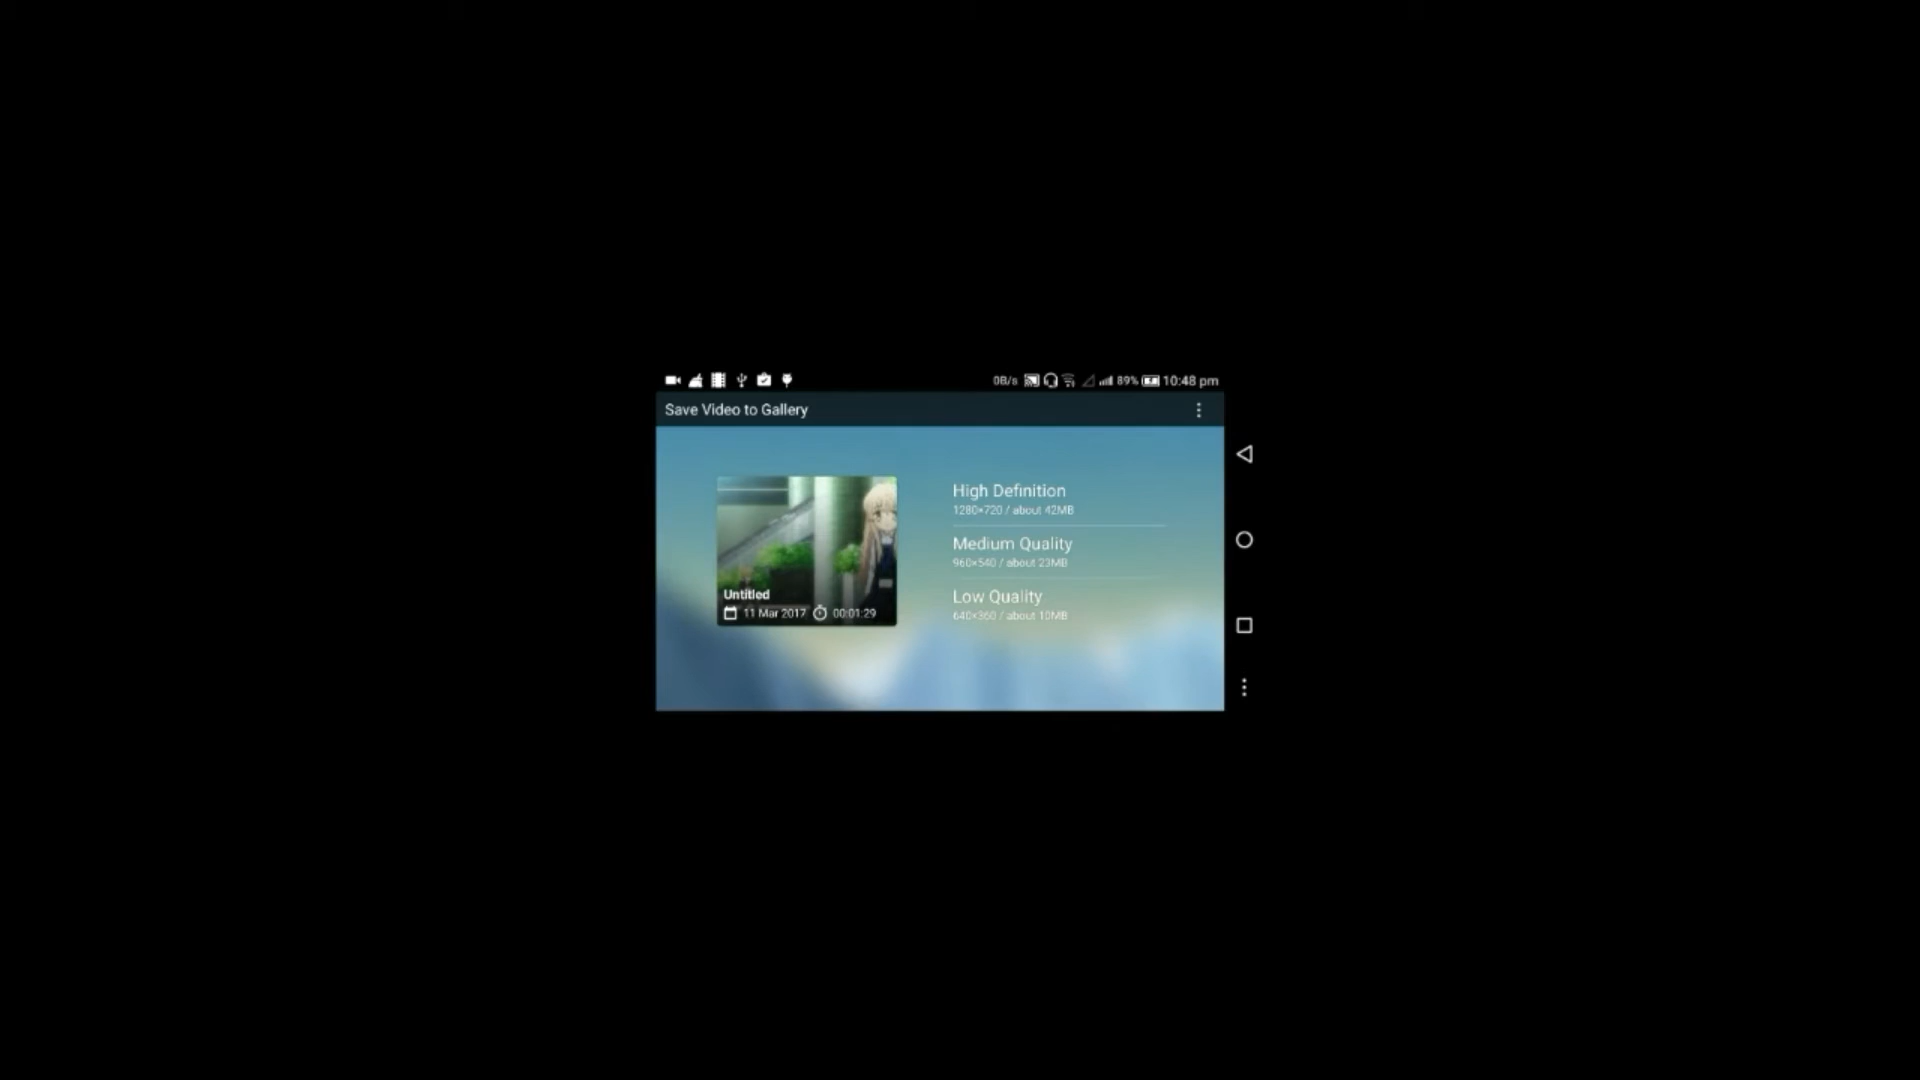 0B/s 89% 10:48 pm
Save Video to Gallery
High Definition
1280×720 / about 42MB
Medium Quality
960×540 / about 23MB
Low Quality
640×360 / about 10MB
Untitled
11 Mar 2017 00:01:29